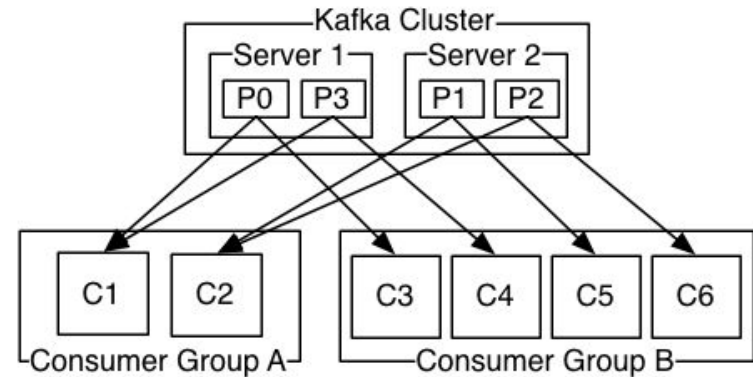 Kafka Cluster
Server 1 Server 2
P0 P3 P1 P2
C1 C2 C3 C4 C5 C6
Consumer Group A Consumer Group B